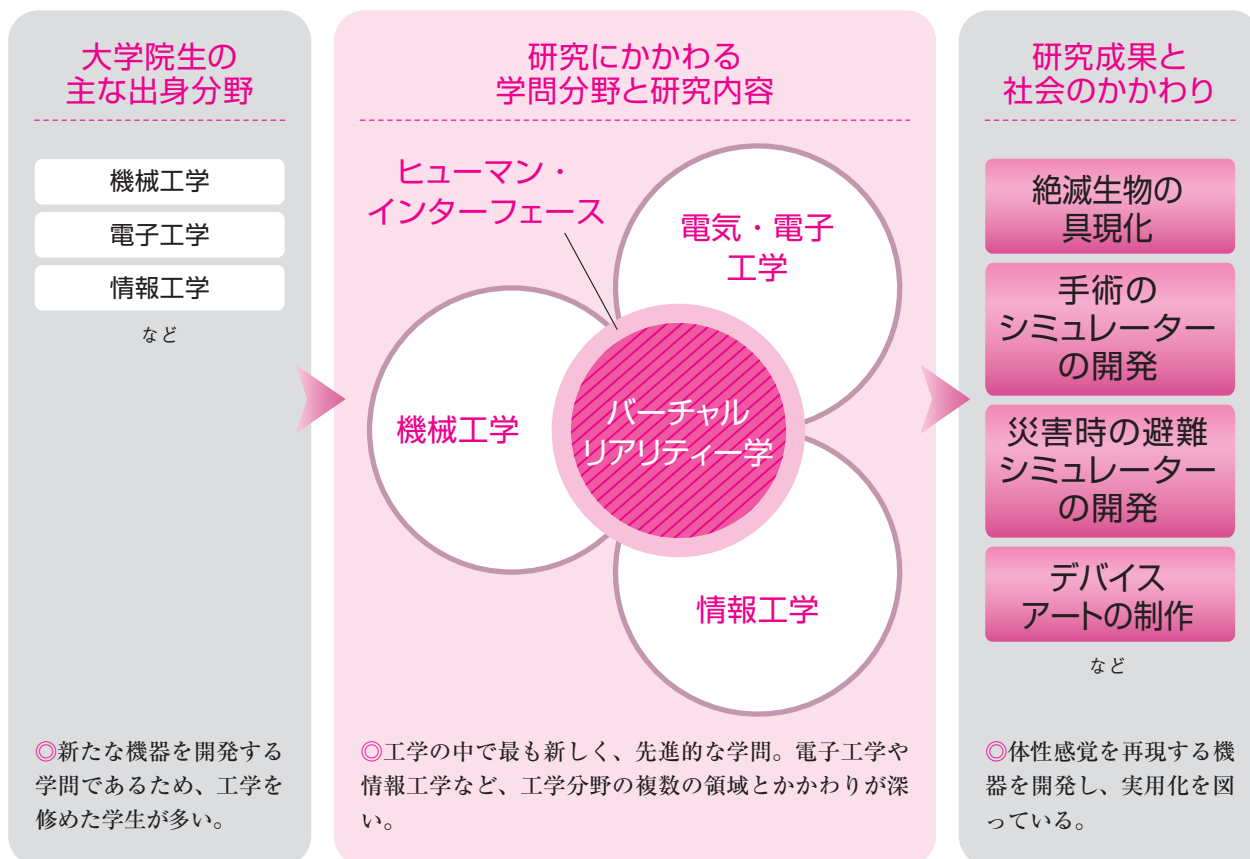 大学院生の
主な出身分野
機械工学
電子工学
情報工学
など
◎新たな機器を開発する
学問であるため、工学を
修めた学生が多い。
研究にかかわる
学問分野と研究内容
ヒューマン・
インターフェース
電気・電子
工学
機械工学
バーチャル
リアリティー学
情報工学
◎工学の中で最も新しく、先進的な学問。電子工学や
情報工学など、工学分野の複数の領域とかかわりが深
い。
研究成果と
社会のかかわり
絶滅生物の
具現化
手術の
シミュレーター
の開発
災害時の避難
シミュレーター
の開発
デバイス
アートの制作
など
◎体性感覚を再現する機
器を開発し、実用化を図
っている。